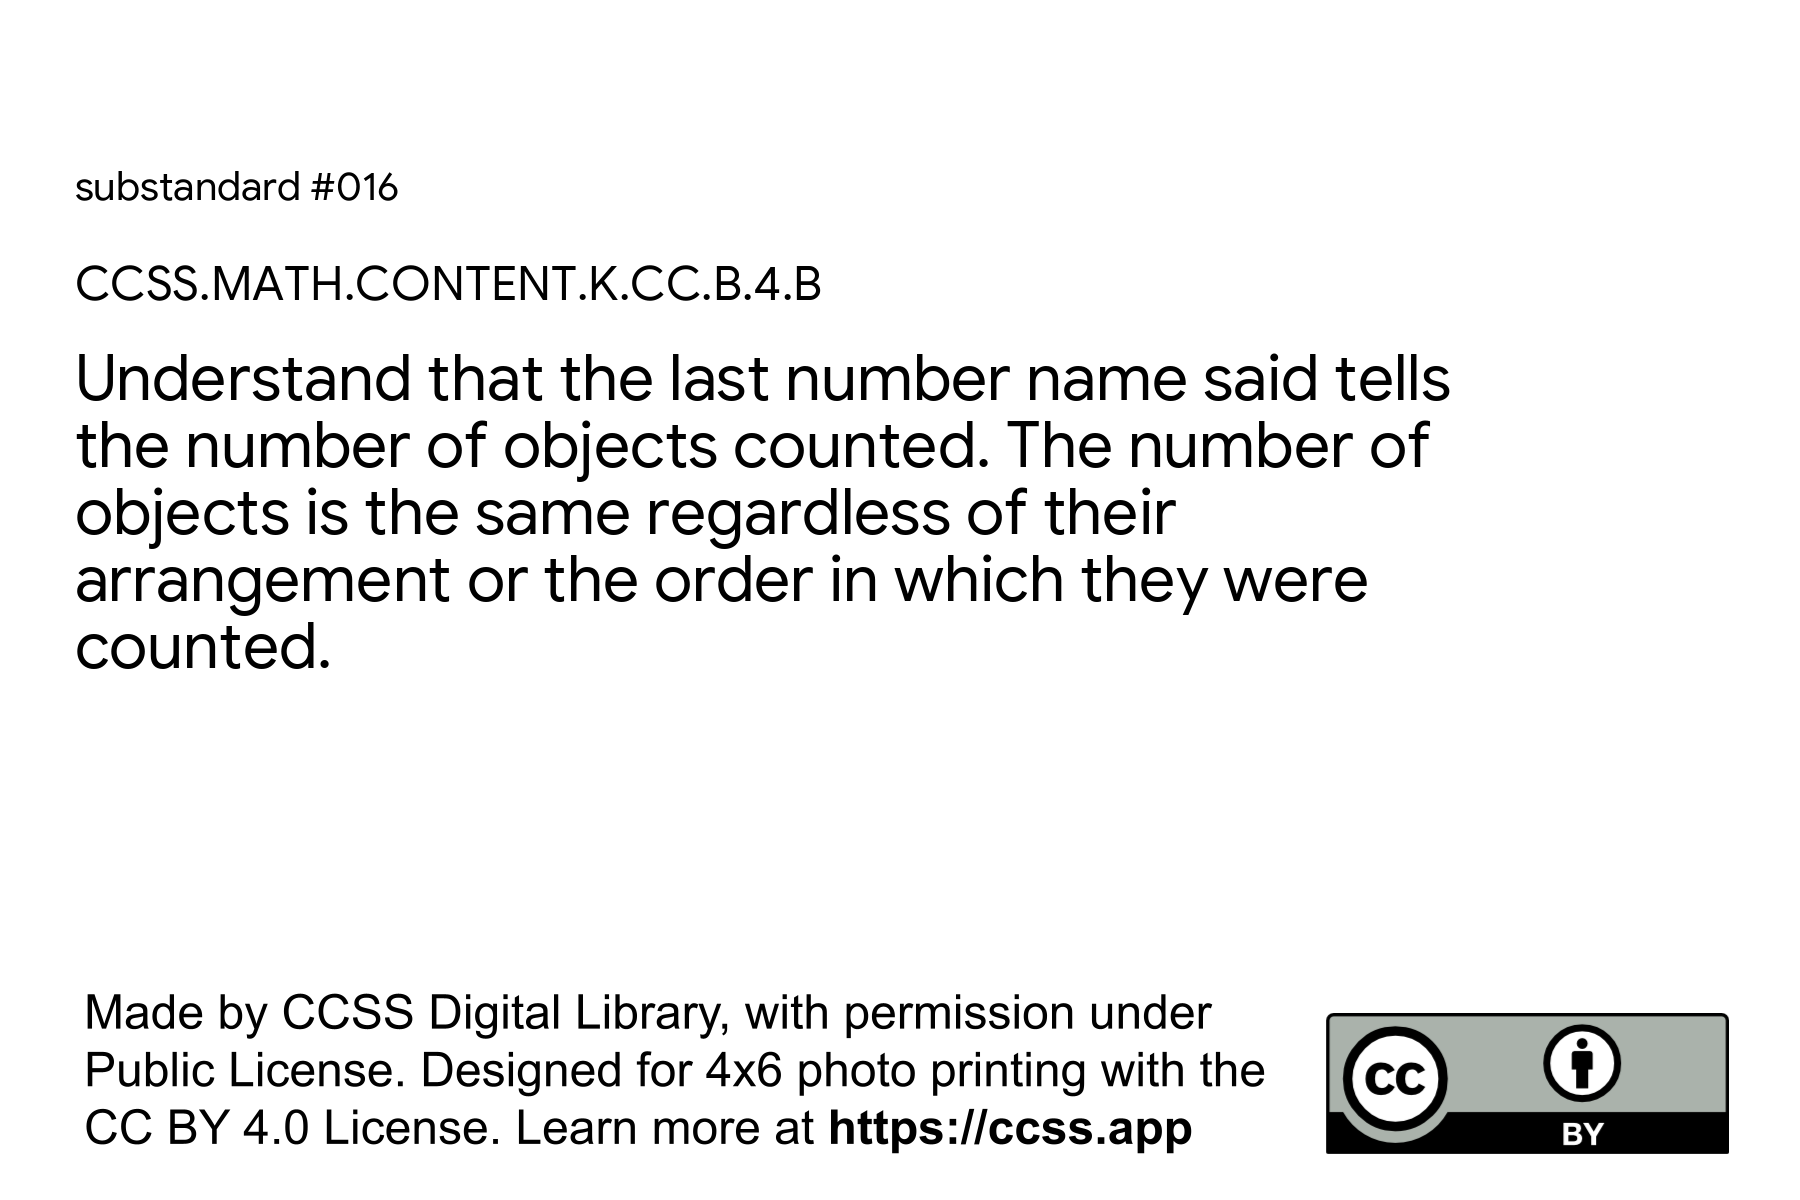 substandard #016
CCSS.MATH.CONTENT.K.CC.B.4.B
Understand that the last number name said tells
the number of objects counted. The number of
objects is the same regardless of their
arrangement or the order in which they were
counted.
Made by CCSS Digital Library, with permission under
Public License. Designed for 4x6 photo printing with the
CC BY 4.0 License. Learn more at https://ccss.app
CC
BY